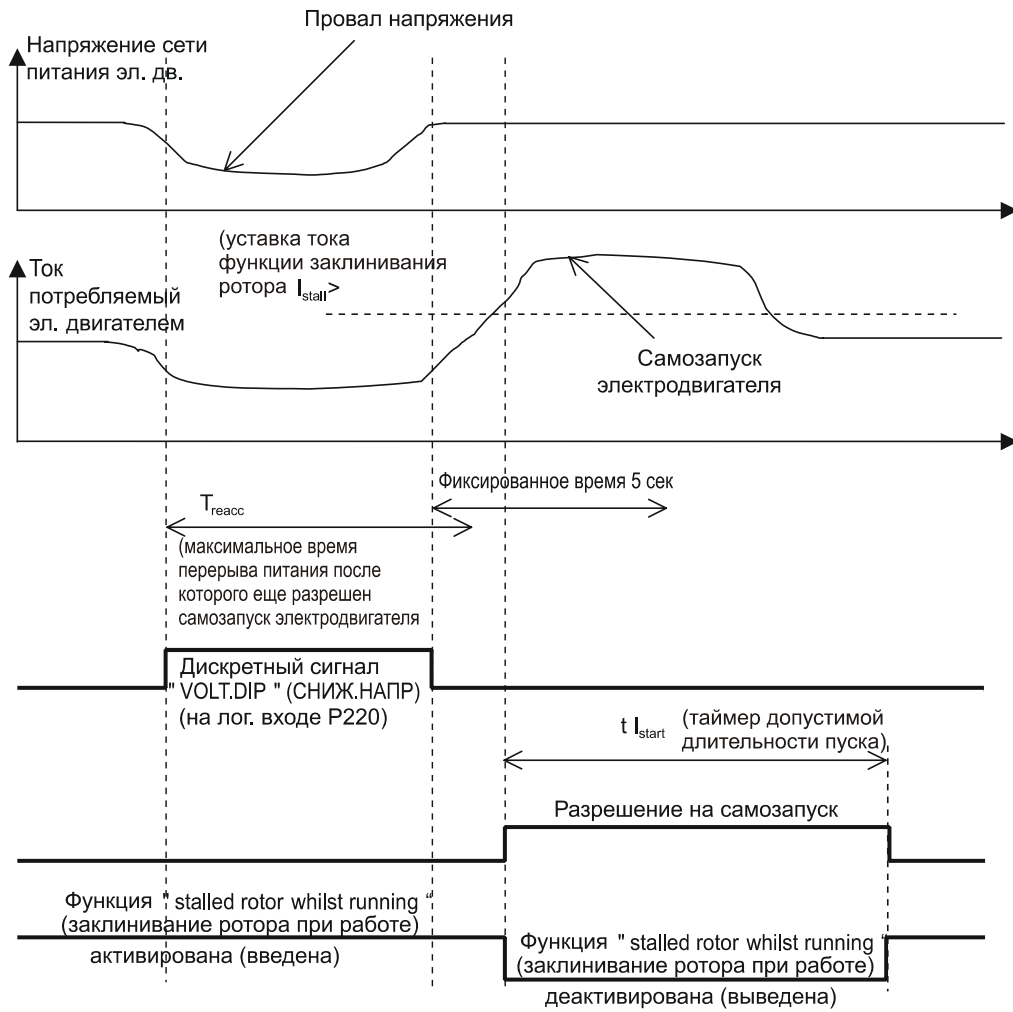 Провал напряжения
Напряжение сети
питания эл. дв.
(уставка тока
функции заклинивания
ротора Istall>
Ток
потребляемый
эл. двигателем
Самозапуск
электродвигателя
Фиксированное время 5 сек
Treacc
(максимальное время
перерыва питания после
которого еще разрешен
самозапуск электродвигателя
Дискретный сигнал
" VOLT.DIP " (СНИЖ.НАПР)
(на лог. входе P220)
t Istart (таймер допустимой
длительности пуска)
Разрешение на самозапуск
Функция " stalled rotor whilst running “
(заклинивание ротора при работе)
активирована (введена)
Функция " stalled rotor whilst running “
(заклинивание ротора при работе)
деактивирована (выведена)